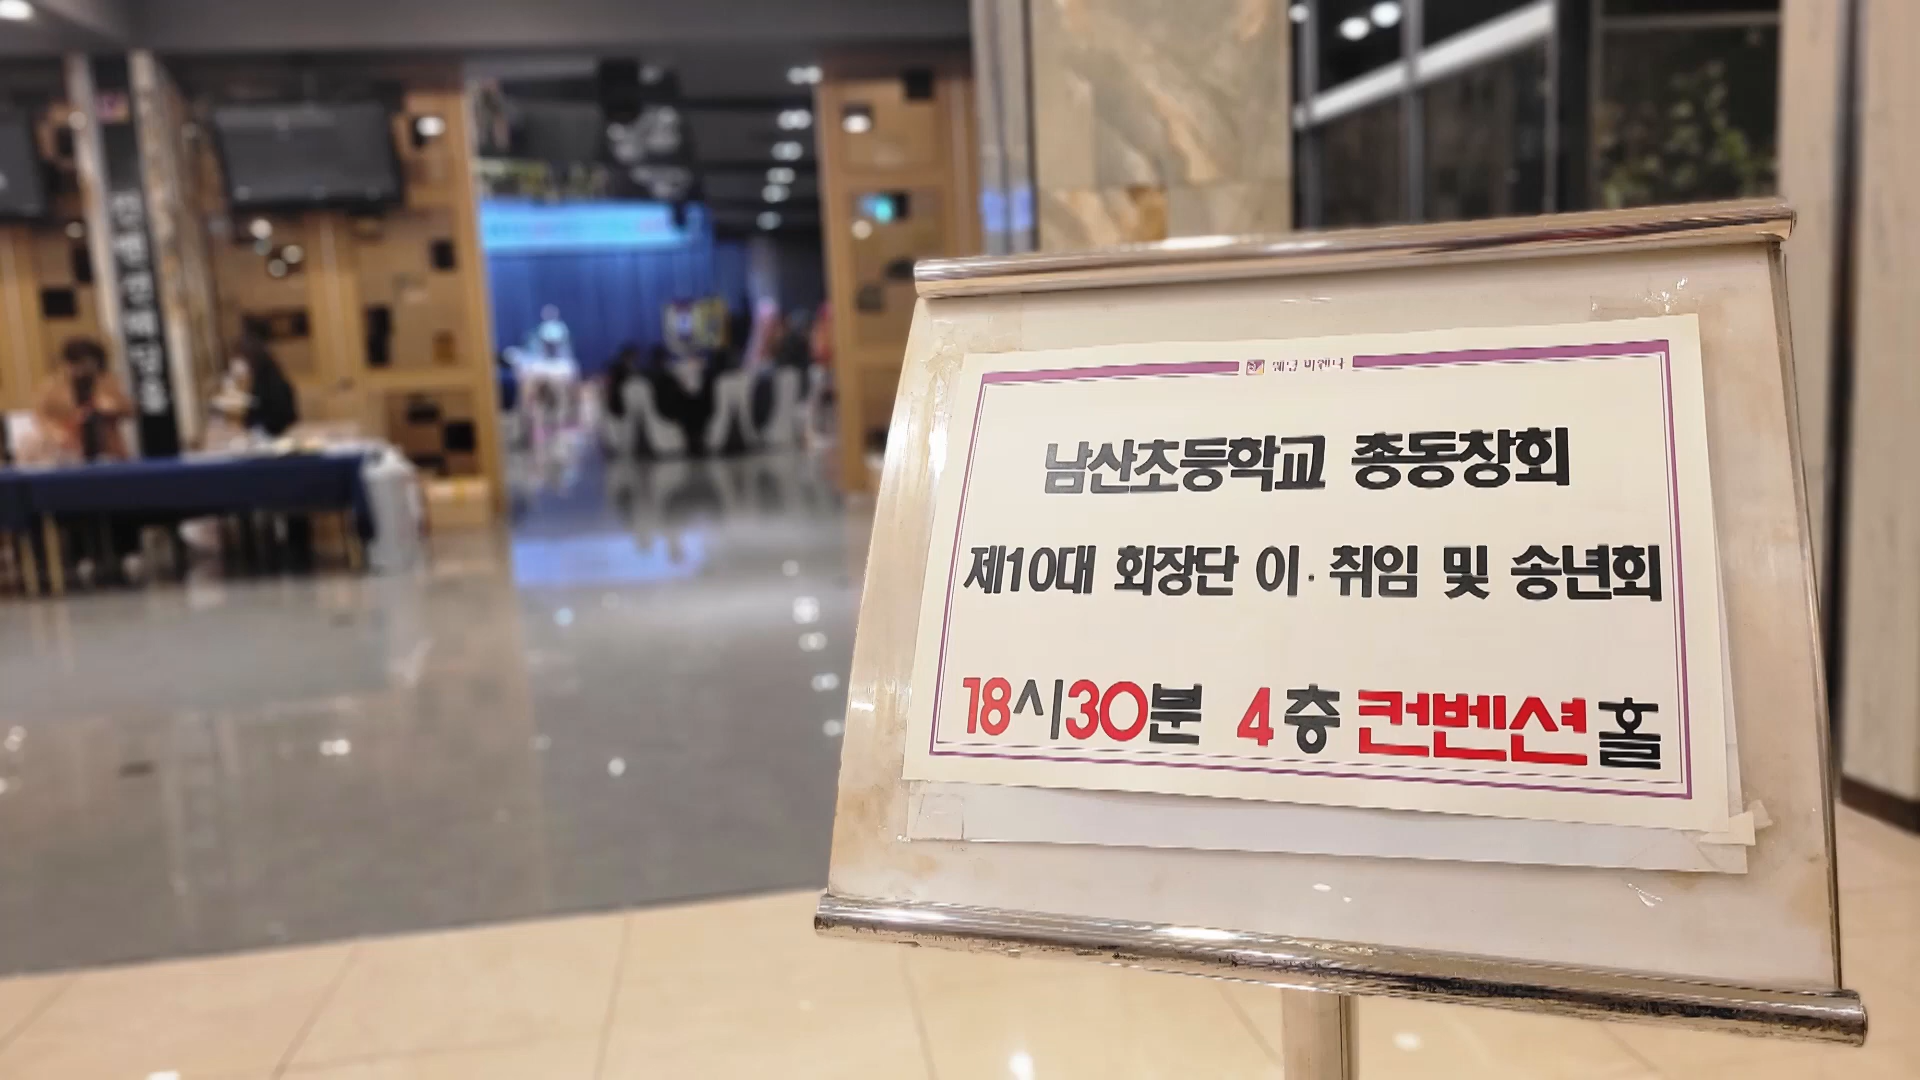 남산초등학교 총동창회
제10대 회장단 이·취임 및 송년회
18시30분 4층 컨벤션홀